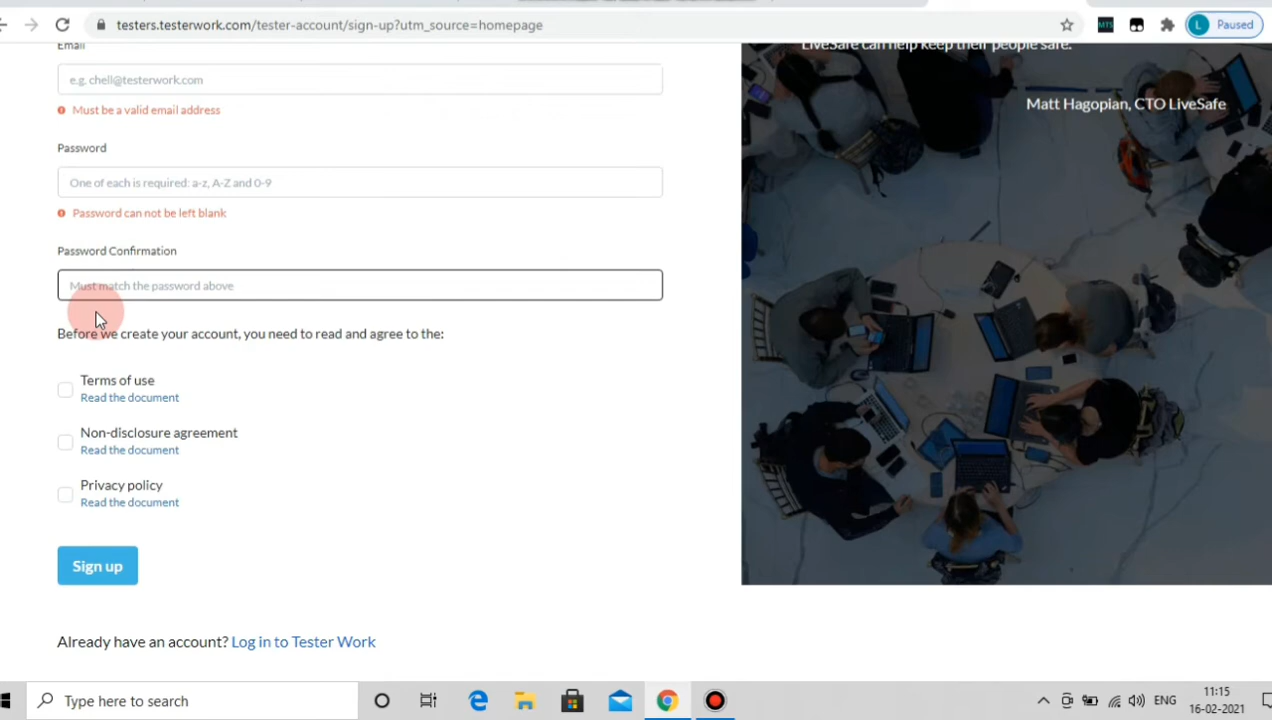 testers.testerwork.com/tester-account/sign-up?utm_source=homepage
MTS
L Paused
Email
e.g. chell@testerwork.com
Must be a valid email address
Password
One of each is required: a-z, A-Z and 0-9
Password can not be left blank
Password Confirmation
Must match the password above
Before we create your account, you need to read and agree to the:
Terms of use
Read the document
Non-disclosure agreement
Read the document
Privacy policy
Read the document
Sign up
Already have an account? Log in to Tester Work
LiveSafe can help keep their people safe.
Matt Hagopian, CTO LiveSafe
Type here to search
ENG
11:15
16-02-2021